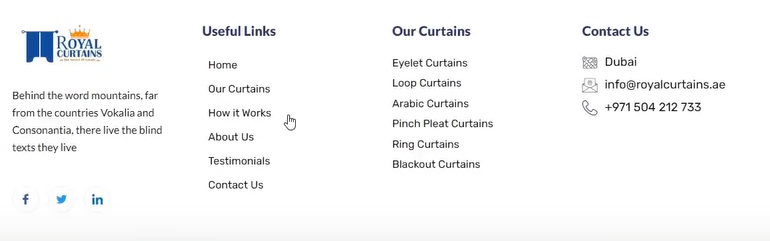 ROYAL
CURTAINS
Behind the word mountains, far
from the countries Vokalia and
Consonantia, there live the blind
texts they live
f
in
Useful Links
Home
Our Curtains
How it Works
About Us
Testimonials
Contact Us
Our Curtains
Eyelet Curtains
Loop Curtains
Arabic Curtains
Pinch Pleat Curtains
Ring Curtains
Blackout Curtains
Contact Us
Dubai
info@royalcurtains.ae
+971 504 212 733